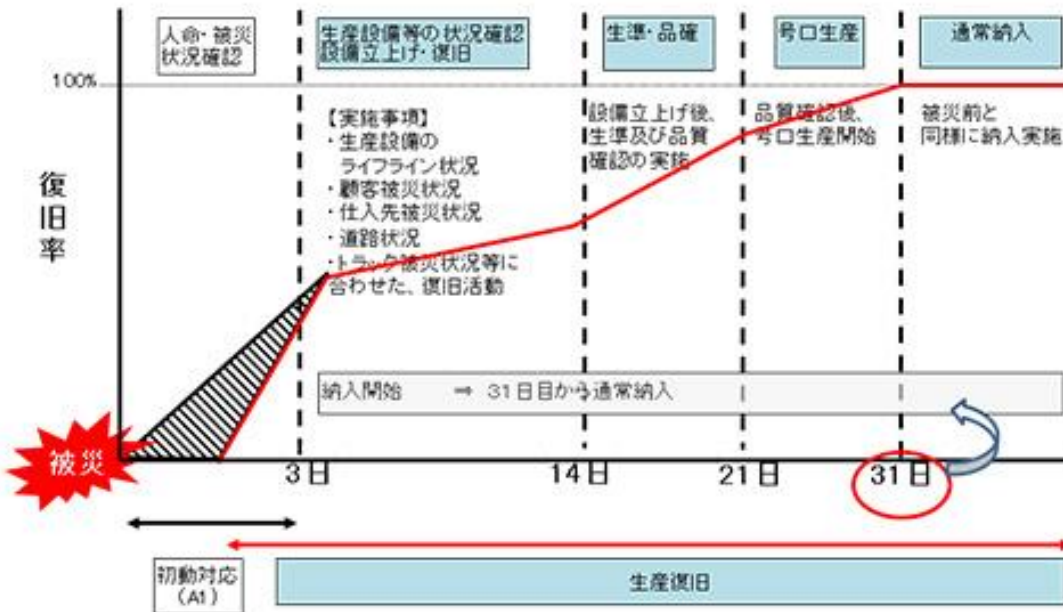 人命・被災
状況確認
生産設備等の状況確認
設備立上げ・復旧
生準・品確
号口生産
通常納入
100%
復旧率
【実施事項】
・生産設備の
ライフライン状況
・顧客被災状況
・仕入先被災状況
・道路状況
・トラック被災状況等に
合わせた、復旧活動
設備立上げ後、
生準及び品質
確認の実施
品質確認後、
号口生産開始
被災前と
同様に納入実施
納入開始 ⇒ 31日目から通常納入
被災
3日
14日
21日
31日
初動対応
(A1)
生産復旧